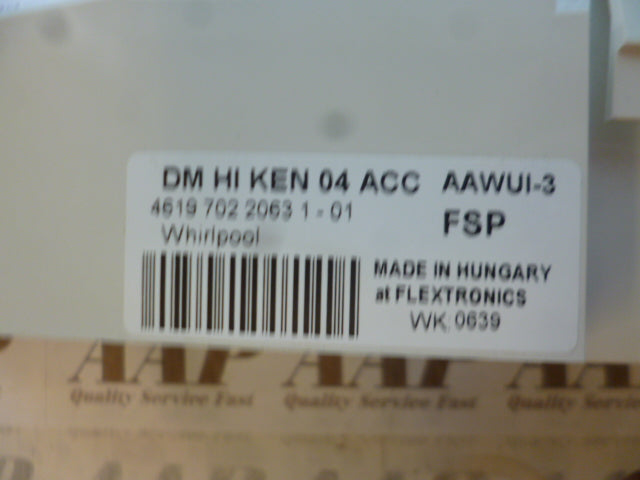 DM HI KEN 04 ACC AAWUI-3
4619 702 2063 1 - 01
FSP
Whirlpool
MADE IN HUNGARY
at FLEXTRONICS
WK. 0639
AAP AAP
Quality Service Fast Quality Service Fast Quality